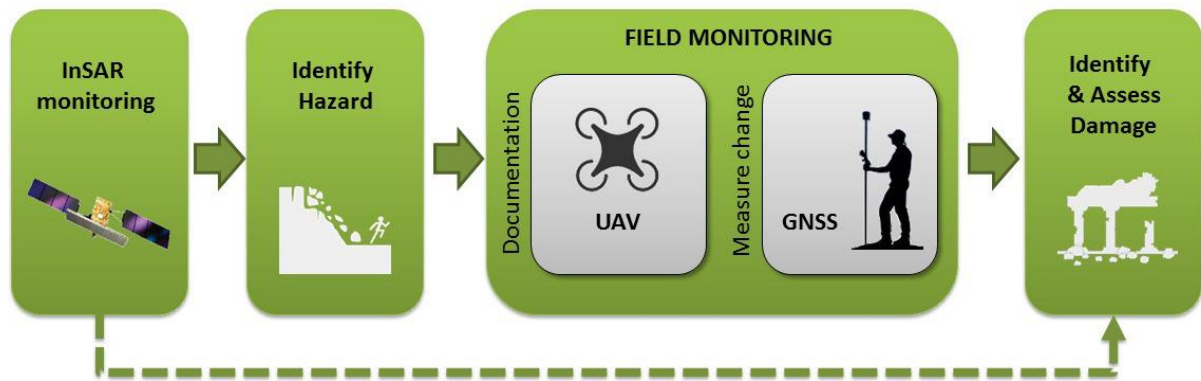 InSAR
monitoring
Identify
Hazard
FIELD MONITORING
Documentation
UAV
Measure change
GNSS
Identify
& Assess
Damage